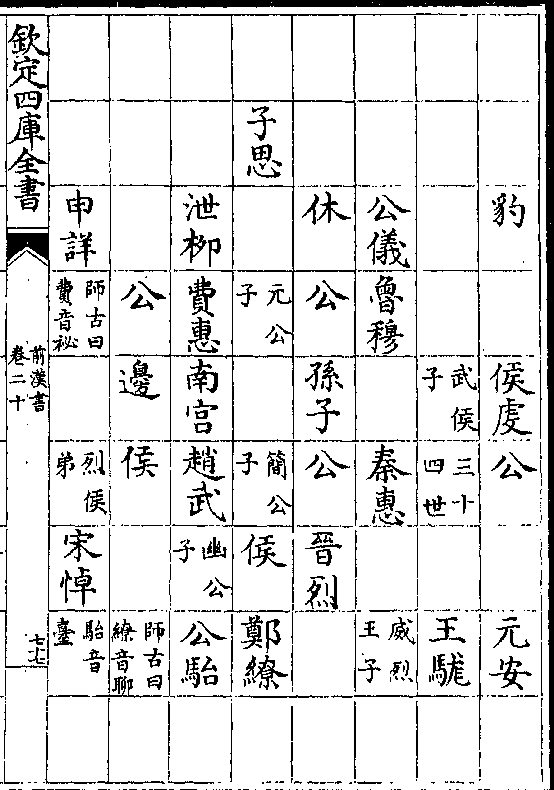 豹 侯虔 公 元安
武侯子 三十四世 王駹
公儀 魯穆 秦惠 威烈王子
休 公 孫子 公 晉烈
子思 元公子 簡公子 侯 鄭繚
泄柳 費惠 南宮 趙武 幽公子 公駘
公 邊 侯 師古曰繚音聊
申詳 師古曰費音祕 烈侯弟 宋悼 駘音臺
欽定四庫全書
前漢書
卷二十
七七